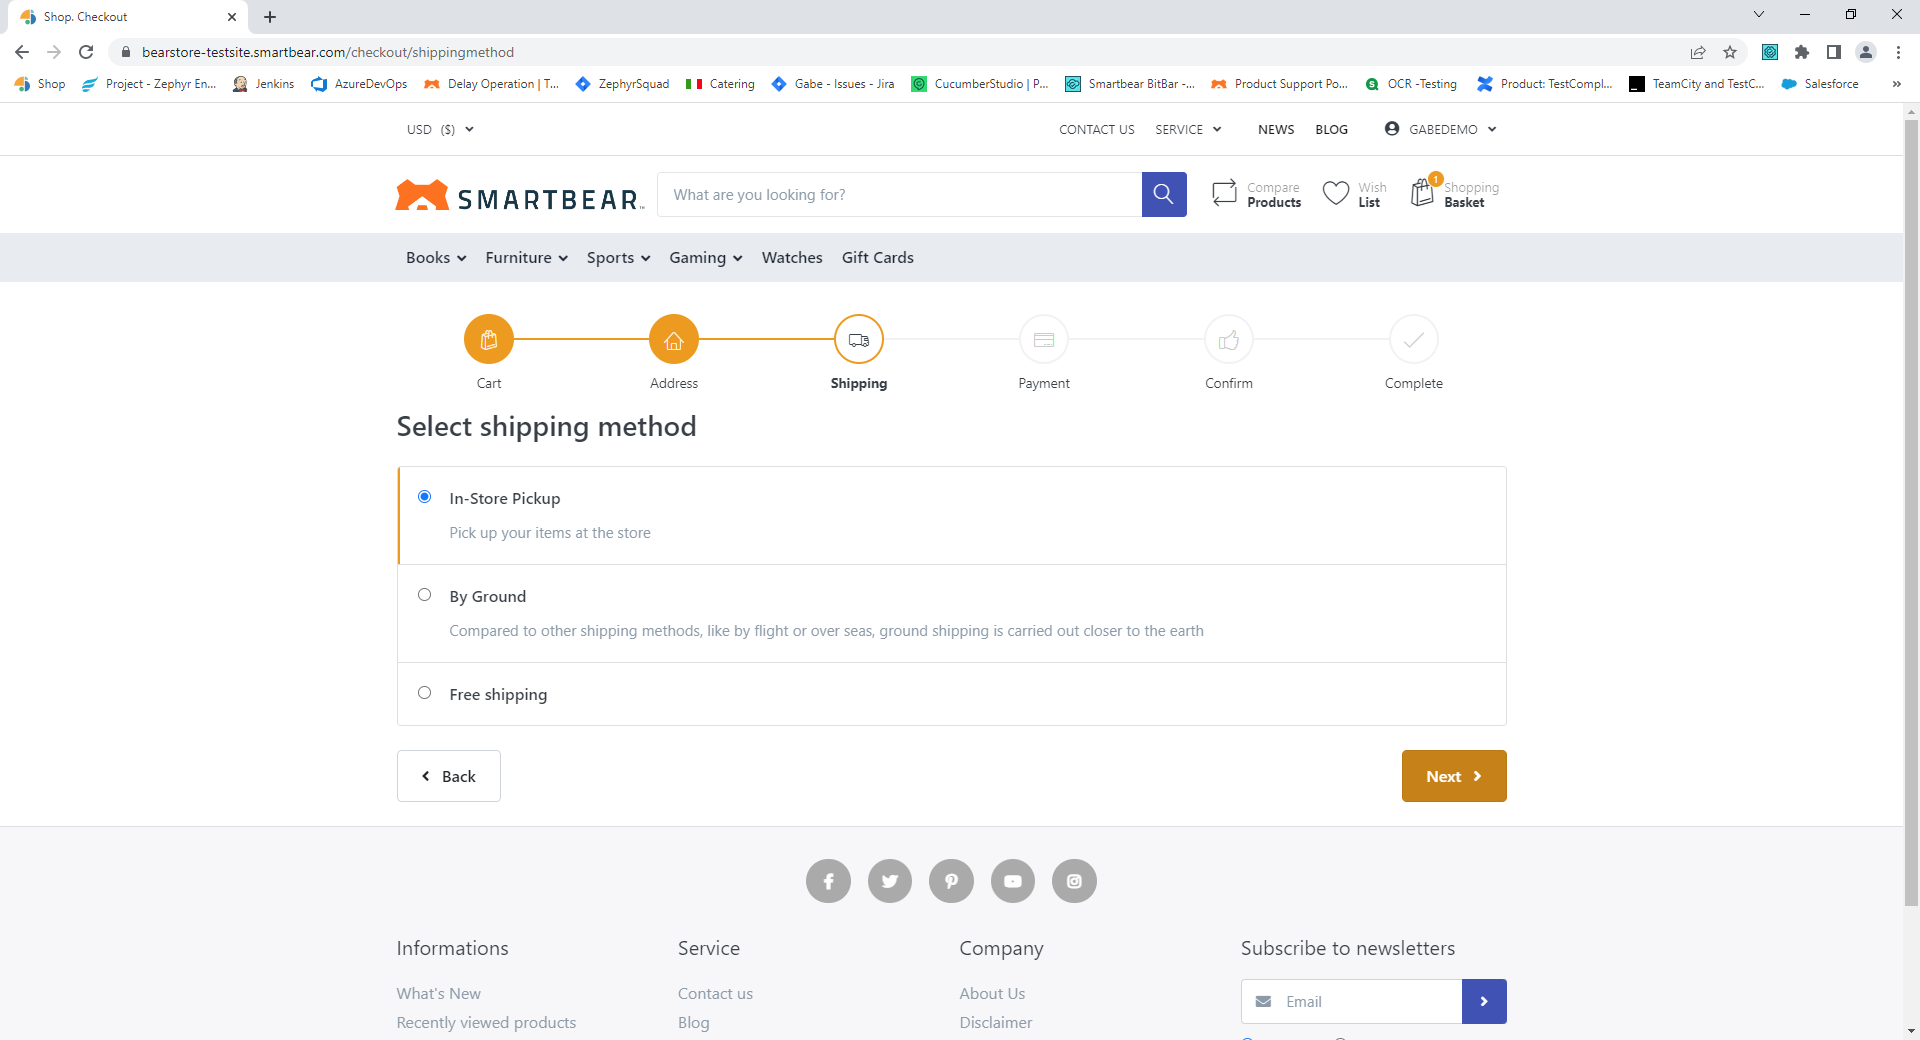 Shop. Checkout
bearstore-testsite.smartbear.com/checkout/shippingmethod
Shop Project - Zephyr En... Jenkins AzureDevOps Delay Operation | T... ZephyrSquad Catering Gabe - Issues - Jira CucumberStudio | P... Smartbear BitBar -... Product Support Po... OCR -Testing Product: TestCompl... TeamCity and TestC... Salesforce »
USD ($) CONTACT US SERVICE NEWS BLOG GABEDEMO
SMARTBEAR™ What are you looking for?
Compare
Products
Wish
List
1
Shopping
Basket
Books Furniture Sports Gaming Watches Gift Cards
Cart Address Shipping Payment Confirm Complete
Select shipping method
In-Store Pickup
Pick up your items at the store
By Ground
Compared to other shipping methods, like by flight or over seas, ground shipping is carried out closer to the earth
Free shipping
Back Next
Informations Service Company Subscribe to newsletters
What's New Contact us About Us Email
Recently viewed products Blog Disclaimer